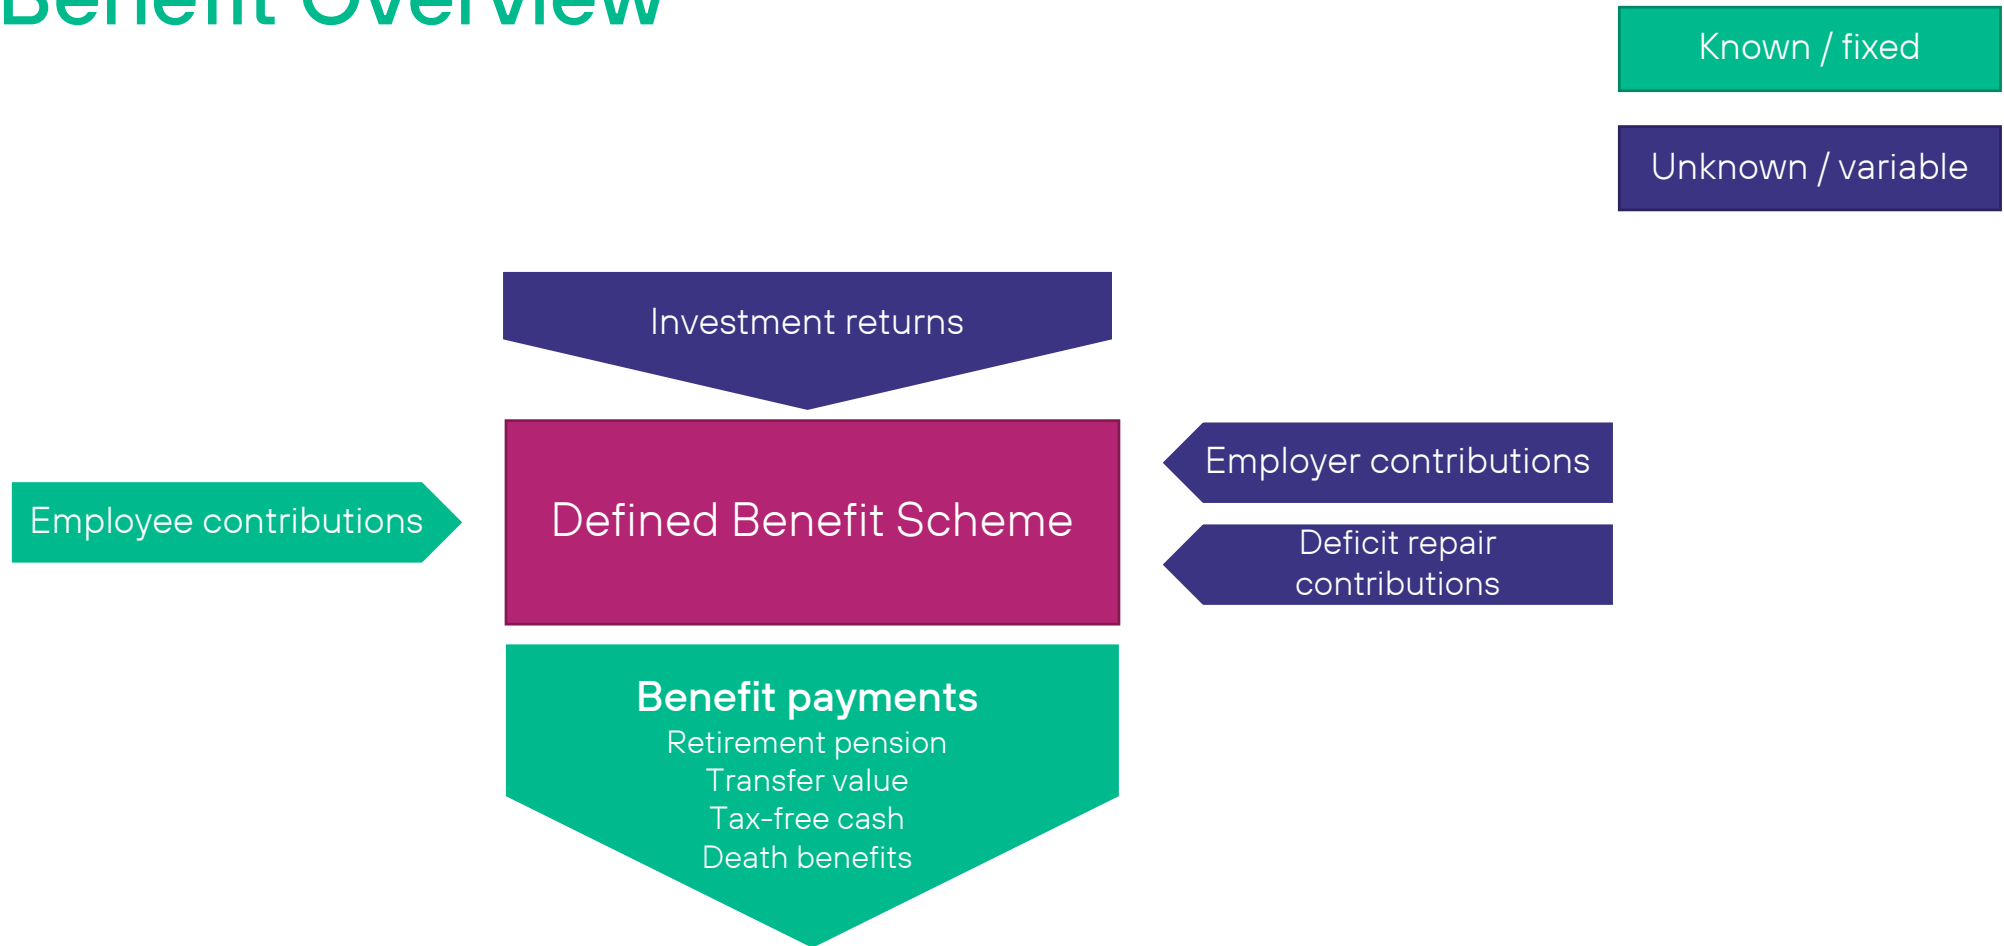 Benefit Overview
Known / fixed
Unknown / variable
Investment returns
Employee contributions
Defined Benefit Scheme
Employer contributions
Deficit repair
contributions
Benefit payments
Retirement pension
Transfer value
Tax-free cash
Death benefits